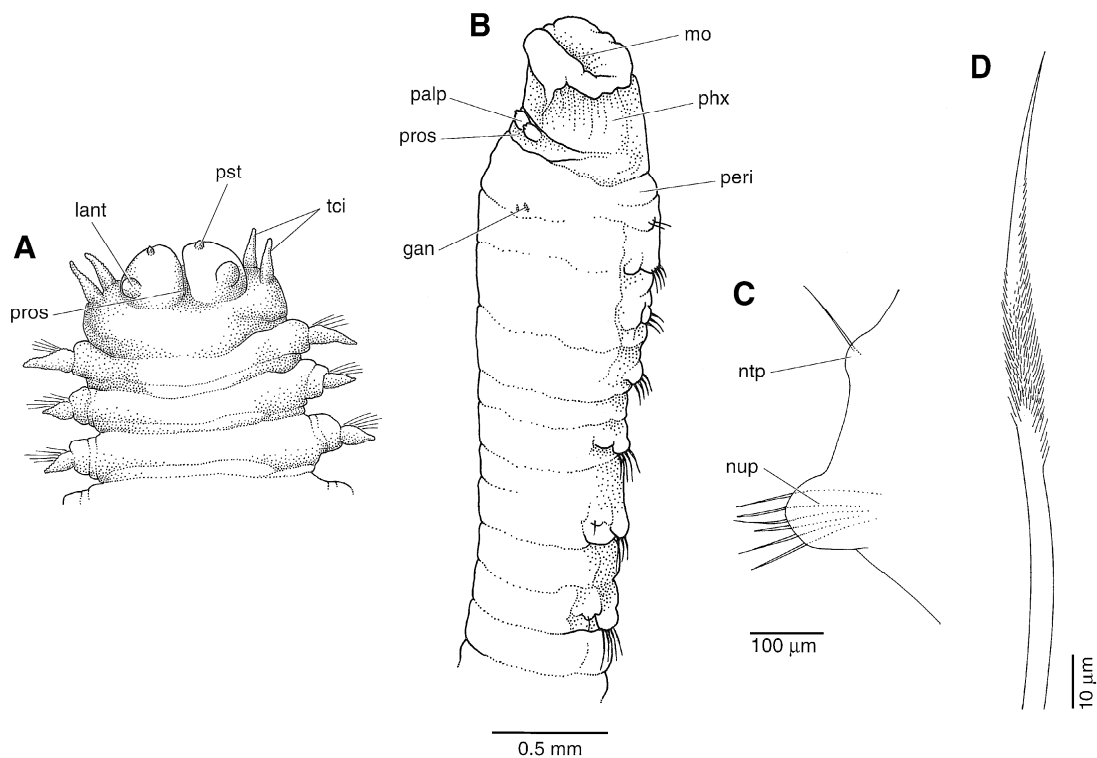 A
lant
pst
tci
pros
B
mo
palp
phx
pros
peri
gan
0.5 mm
C
ntp
nup
100 µm
D
10 µm